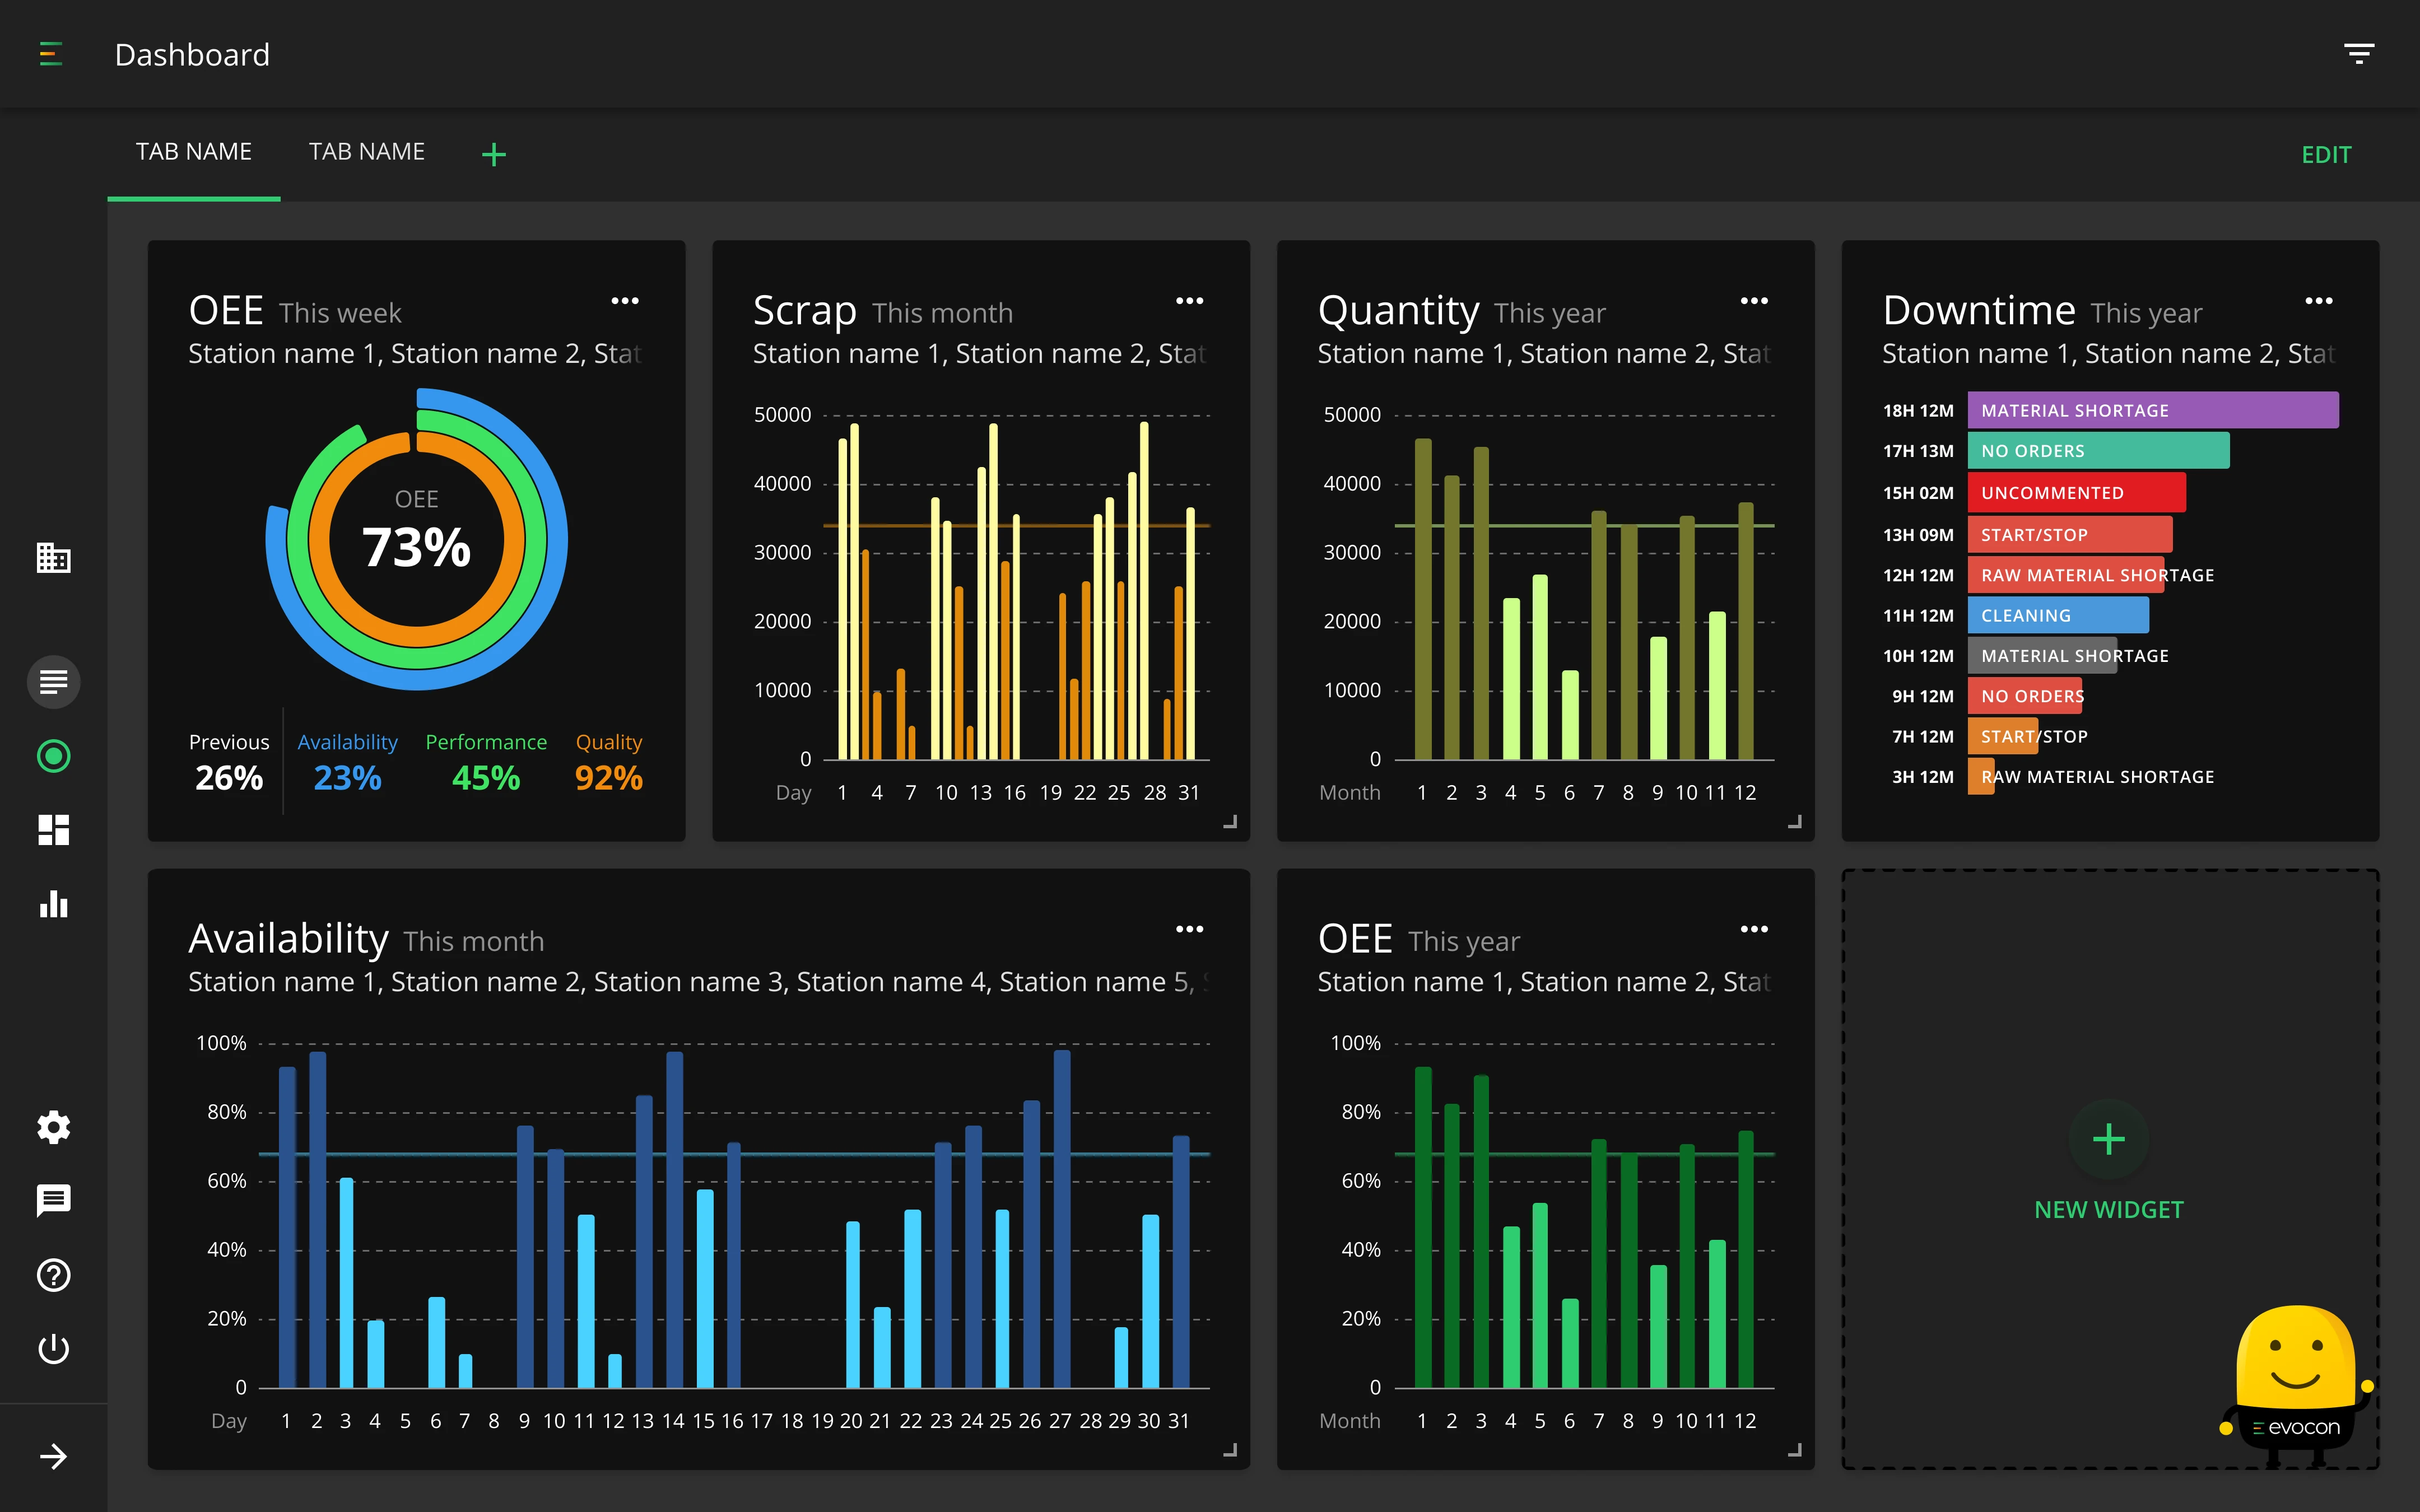 Dashboard
TAB NAME TAB NAME EDIT
OEE This week
Station name 1, Station name 2, Stat
OEE
73%
Previous Availability Performance Quality
26% 23% 45% 92%
Scrap This month
Station name 1, Station name 2, Stat
50000
40000
30000
20000
10000
0
Day 1 4 7 10 13 16 19 22 25 28 31
Quantity This year
Station name 1, Station name 2, Stat
50000
40000
30000
20000
10000
0
Month 1 2 3 4 5 6 7 8 9 10 11 12
Downtime This year
Station name 1, Station name 2, Stat
18H 12M MATERIAL SHORTAGE
17H 13M NO ORDERS
15H 02M UNCOMMENTED
13H 09M START/STOP
12H 12M RAW MATERIAL SHORTAGE
11H 12M CLEANING
10H 12M MATERIAL SHORTAGE
9H 12M NO ORDERS
7H 12M START/STOP
3H 12M RAW MATERIAL SHORTAGE
Availability This month
Station name 1, Station name 2, Station name 3, Station name 4, Station name 5, S
100%
80%
60%
40%
20%
0
Day 1 2 3 4 5 6 7 8 9 10 11 12 13 14 15 16 17 18 19 20 21 22 23 24 25 26 27 28 29 30 31
OEE This year
Station name 1, Station name 2, Stat
100%
80%
60%
40%
20%
0
Month 1 2 3 4 5 6 7 8 9 10 11 12
NEW WIDGET
evocon